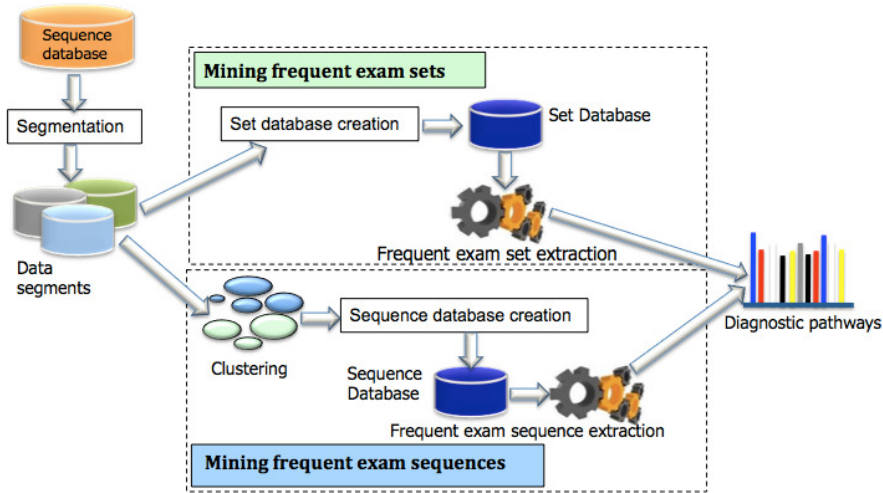 Sequence
database
Segmentation
Data
segments
Mining frequent exam sets
Set database creation
Set Database
Frequent exam set extraction
Clustering
Sequence database creation
Sequence
Database
Frequent exam sequence extraction
Mining frequent exam sequences
Diagnostic pathways